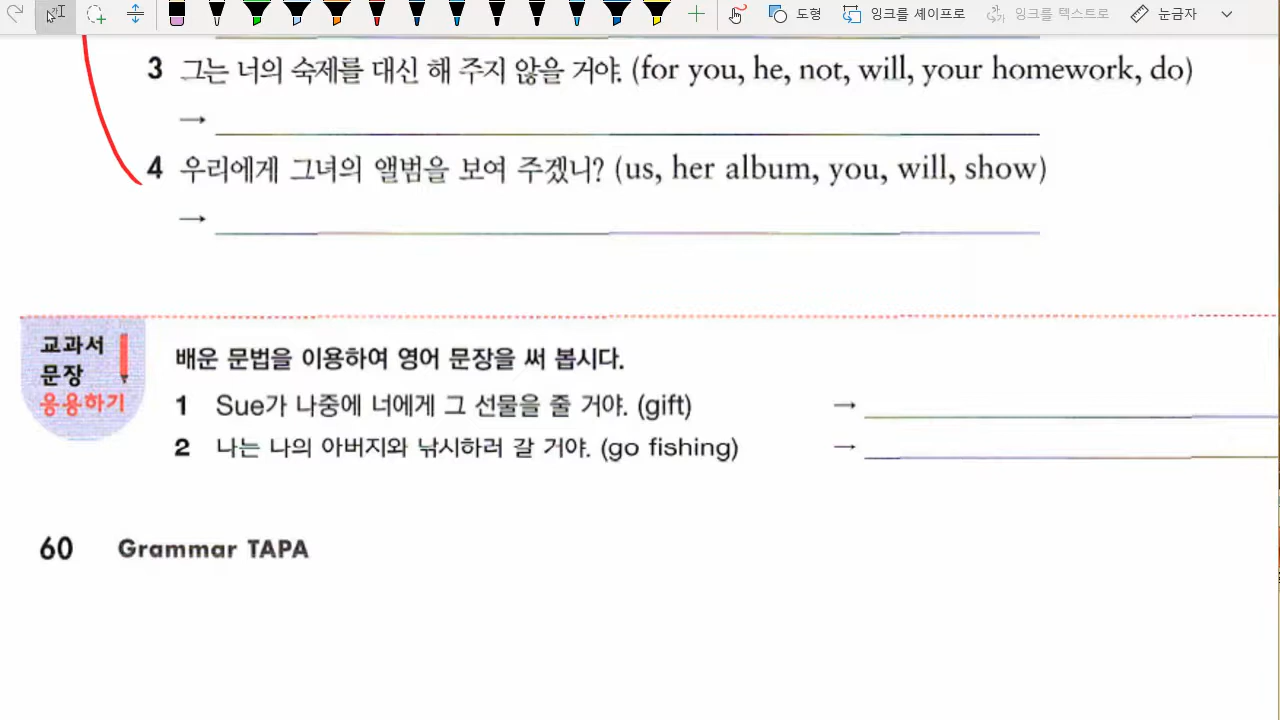 도형 잉크를 셰이프로 잉크를 텍스트로 눈금자
3 그는 너의 숙제를 대신 해 주지 않을 거야. (for you, he, not, will, your homework, do)
→
4 우리에게 그녀의 앨범을 보여 주겠니? (us, her album, you, will, show)
→
교과서
문장
응용하기
배운 문법을 이용하여 영어 문장을 써 봅시다.
1 Sue가 나중에 너에게 그 선물을 줄 거야. (gift) →
2 나는 나의 아버지와 낚시하러 갈 거야. (go fishing) →
60 Grammar TAPA